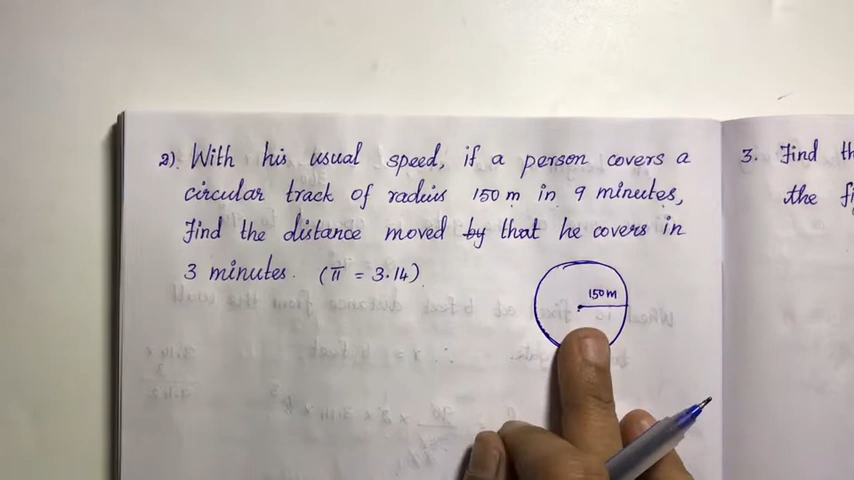 2). With his usual speed, if a person covers a
circular track of radius 150 m in 9 minutes,
Find the distance moved by that he covers in
3 minutes. (π = 3.14)
150 m
3. Find th
the fi